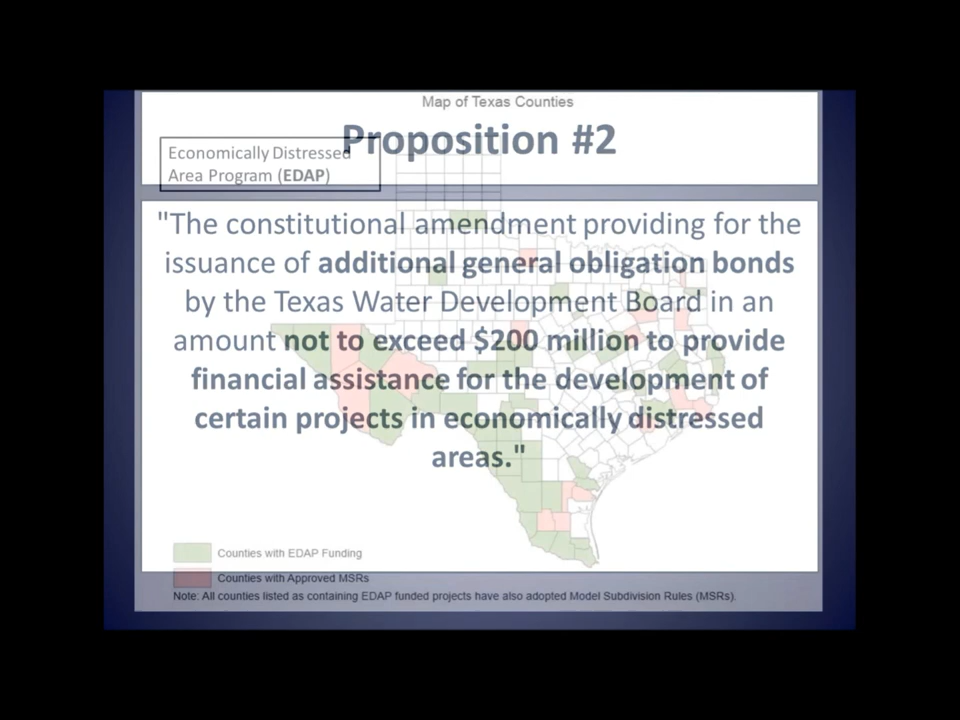 Map of Texas Counties
Proposition #2
Economically Distressed
Area Program (EDAP)
"The constitutional amendment providing for the
issuance of additional general obligation bonds
by the Texas Water Development Board in an
amount not to exceed $200 million to provide
financial assistance for the development of
certain projects in economically distressed
areas."
Counties with EDAP Funding
Counties with Approved MSRs
Note: All counties listed as containing EDAP funded projects have also adopted Model Subdivision Rules (MSRs).